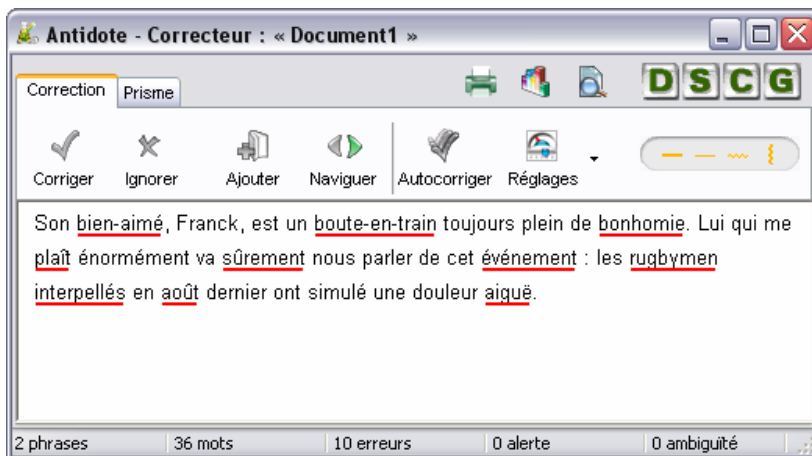 Antidote - Correcteur : « Document1 »
Correction Prisme D S C G
Corriger Ignorer Ajouter Naviguer Autocorriger Réglages
Son bien-aimé, Franck, est un boute-en-train toujours plein de bonhomie. Lui qui me
plaît énormément va sûrement nous parler de cet événement : les rugbymen
interpellés en août dernier ont simulé une douleur aiguë.
2 phrases 36 mots 10 erreurs 0 alerte 0 ambiguïté